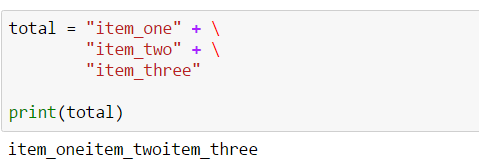 total = "item_one" + \
        "item_two" + \
        "item_three"

print(total)
item_oneitem_twoitem_three